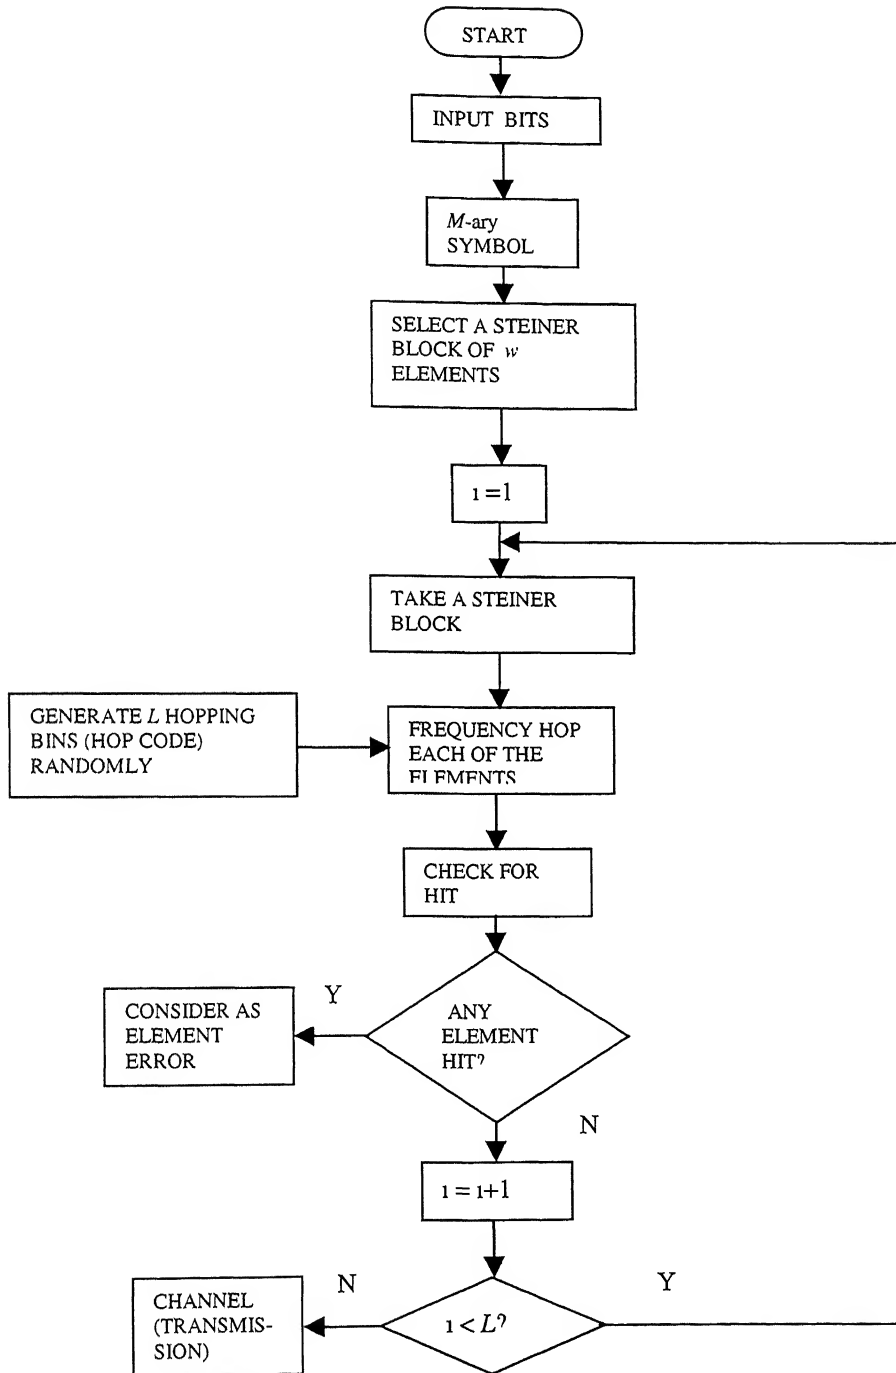 START
INPUT BITS
M-ary
SYMBOL
SELECT A STEINER
BLOCK OF w
ELEMENTS
ı = 1
TAKE A STEINER
BLOCK
GENERATE L HOPPING
BINS (HOP CODE)
RANDOMLY
FREQUENCY HOP
EACH OF THE
ELEMENTS
CHECK FOR
HIT
ANY
ELEMENT
HIT?
Y
CONSIDER AS
ELEMENT
ERROR
N
ı = ı+1
ı < L?
N
Y
CHANNEL
(TRANSMIS-
SION)